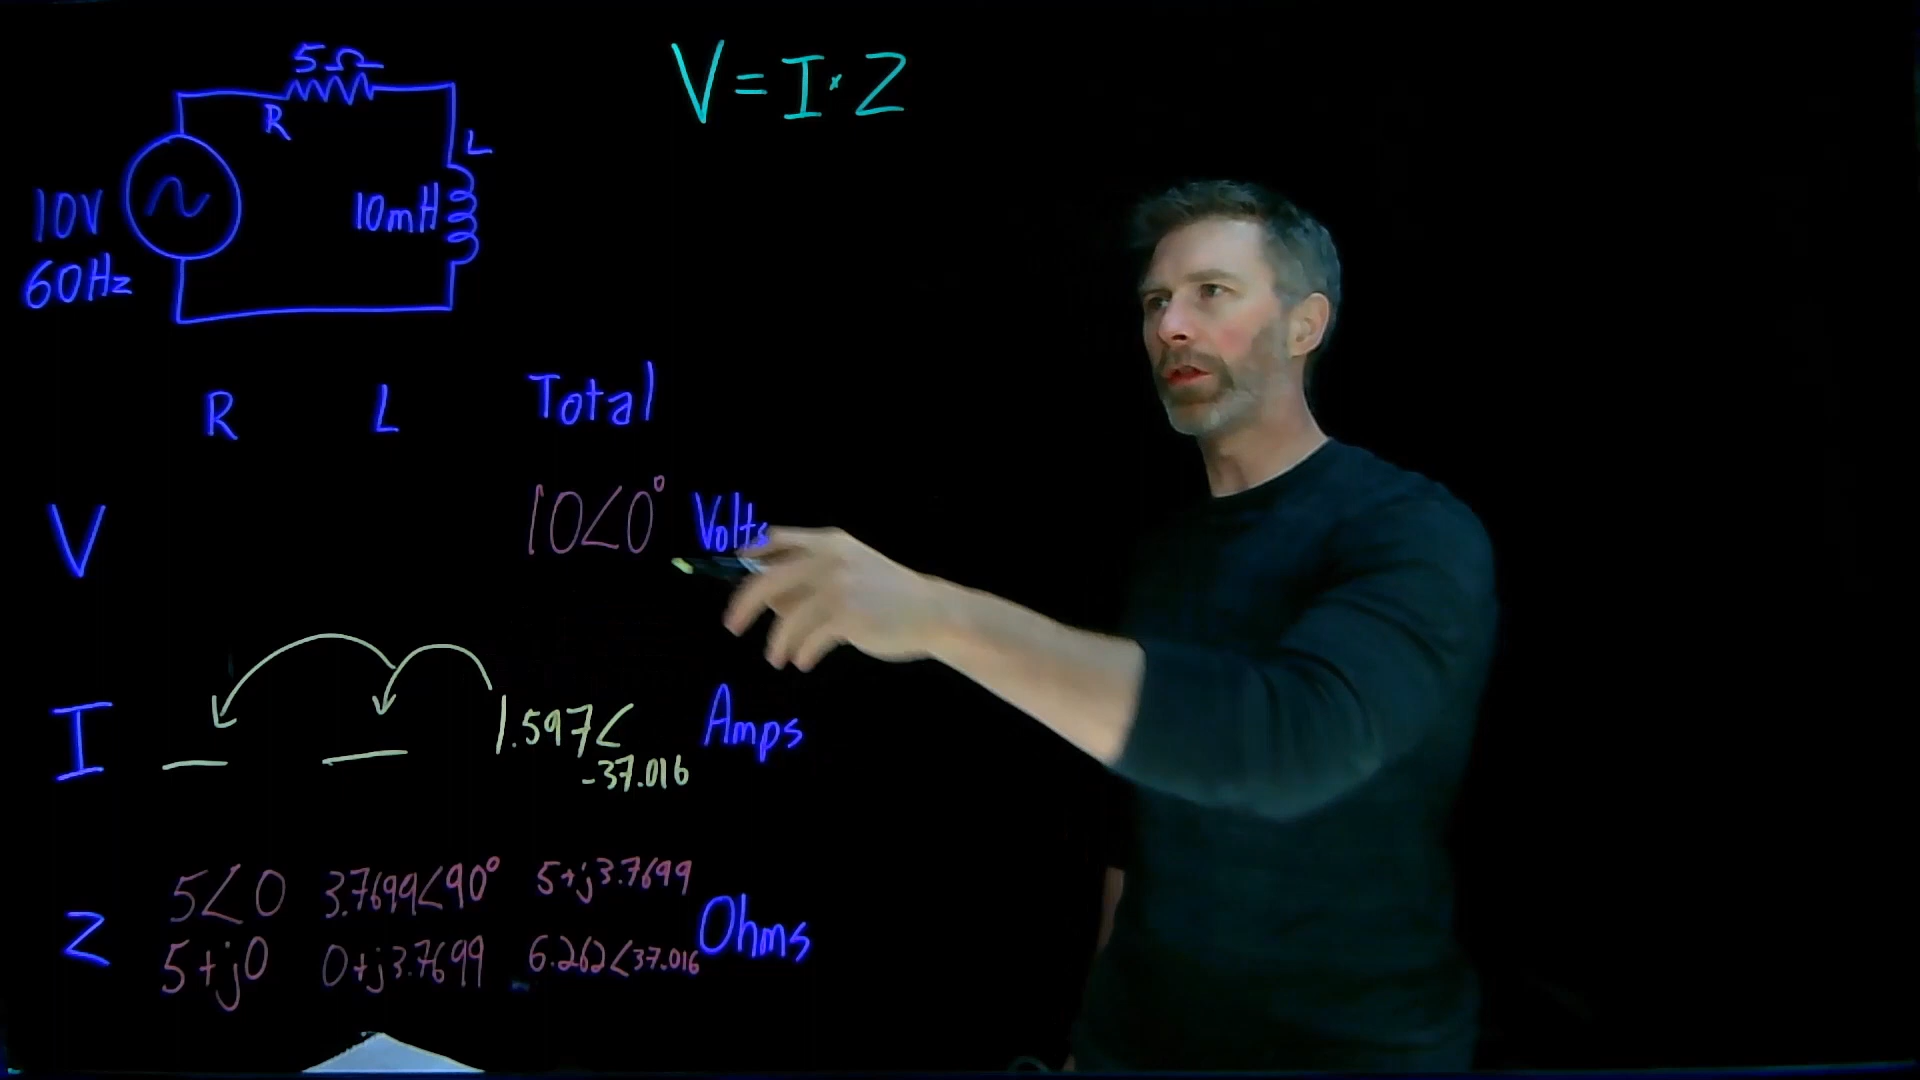 5Ω
R
L
10V
60Hz
10mH
V = I · Z
R L Total
V 10∠0° Volts
I 1.597∠ Amps
-37.016
Z 5∠0 3.7699∠90° 5+j3.7699 Ohms
5+j0 0+j3.7699 6.262∠37.016